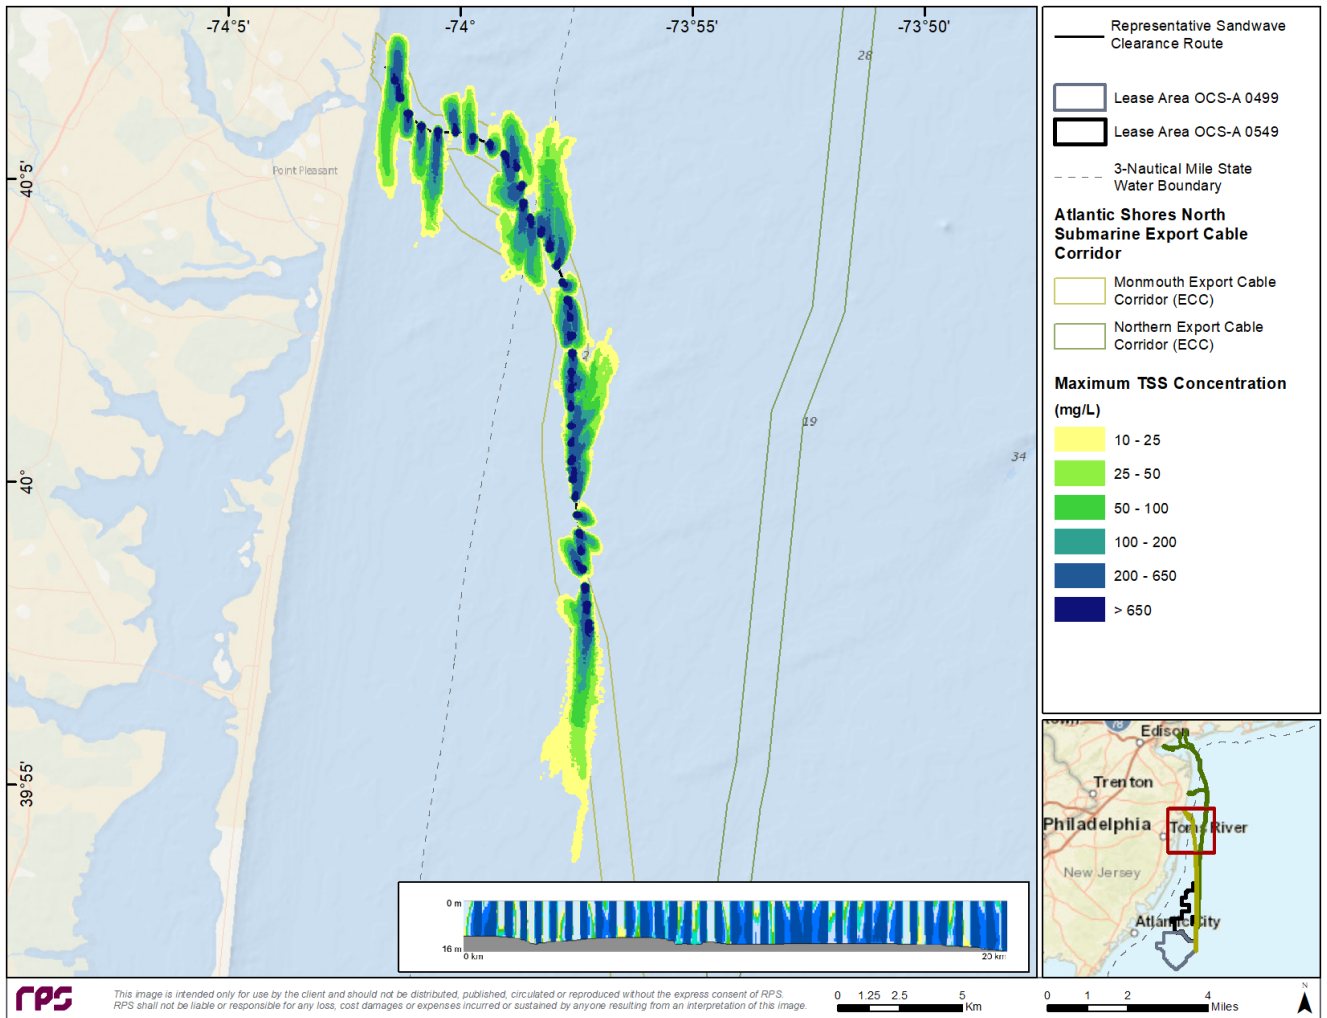 -74°5'
-74°
-73°55'
-73°50'
40°5'
40°
39°55'
28
Point Pleasant
2
19
34
0 m
16 m
0 km
20 km
Representative Sandwave
Clearance Route
Lease Area OCS-A 0499
Lease Area OCS-A 0549
3-Nautical Mile State
Water Boundary
Atlantic Shores North
Submarine Export Cable
Corridor
Monmouth Export Cable
Corridor (ECC)
Northern Export Cable
Corridor (ECC)
Maximum TSS Concentration
(mg/L)
10 - 25
25 - 50
50 - 100
100 - 200
200 - 650
> 650
78
Edison
Trenton
Philadelphia
Toms River
New Jersey
Atlantic City
rps
This image is intended only for use by the client and should not be distributed, published, circulated or reproduced without the express consent of RPS.
RPS shall not be liable or responsible for any loss, cost damages or expenses incurred or sustained by anyone resulting from an interpretation of this image.
0 1.25 2.5 5
Km
0 1 2 4
Miles
N